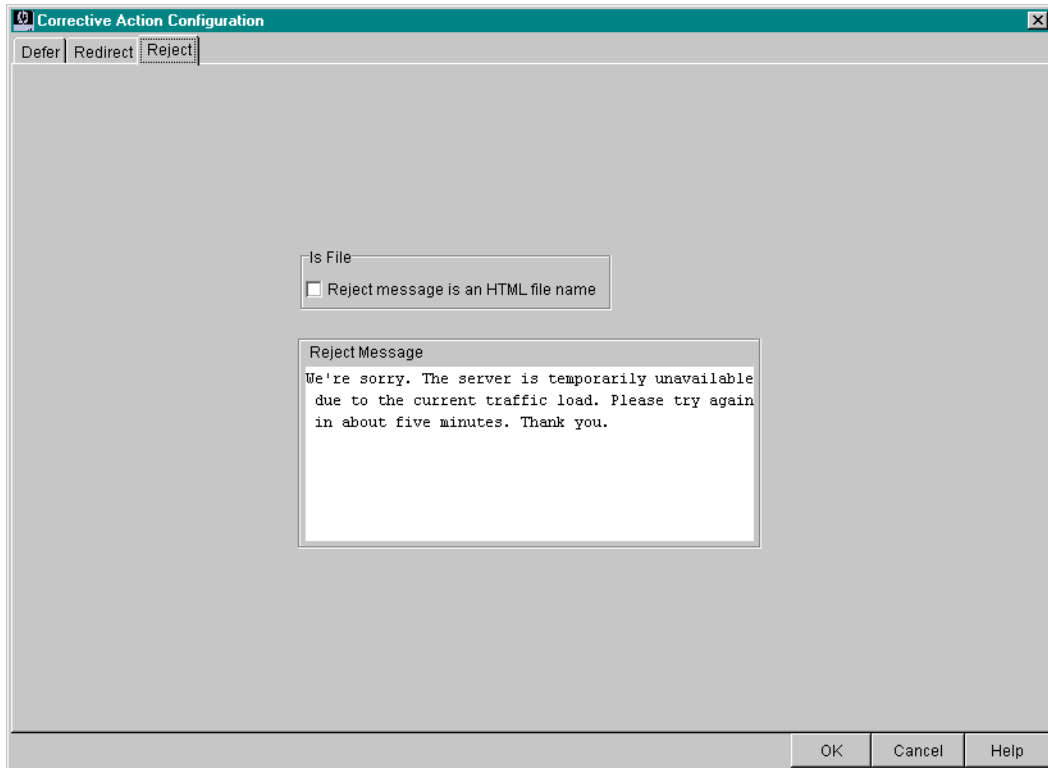 Corrective Action Configuration
Defer Redirect Reject
Is File
Reject message is an HTML file name
Reject Message
We're sorry. The server is temporarily unavailable
due to the current traffic load. Please try again
in about five minutes. Thank you.
OK Cancel Help